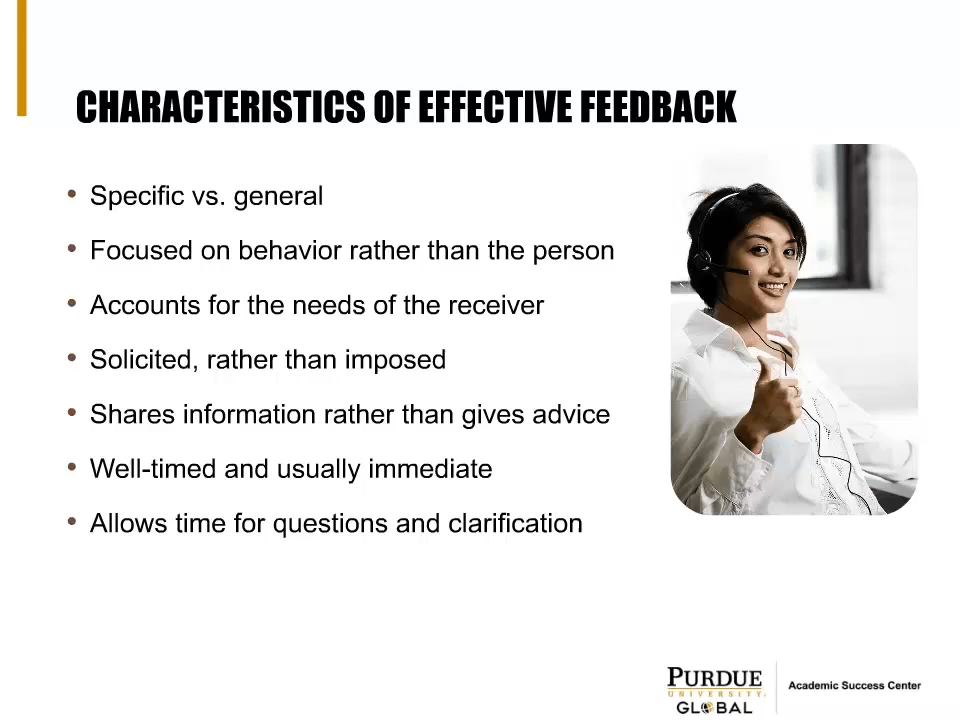 CHARACTERISTICS OF EFFECTIVE FEEDBACK
• Specific vs. general
• Focused on behavior rather than the person
• Accounts for the needs of the receiver
• Solicited, rather than imposed
• Shares information rather than gives advice
• Well-timed and usually immediate
• Allows time for questions and clarification
PURDUE
UNIVERSITY
GLOBAL
Academic Success Center